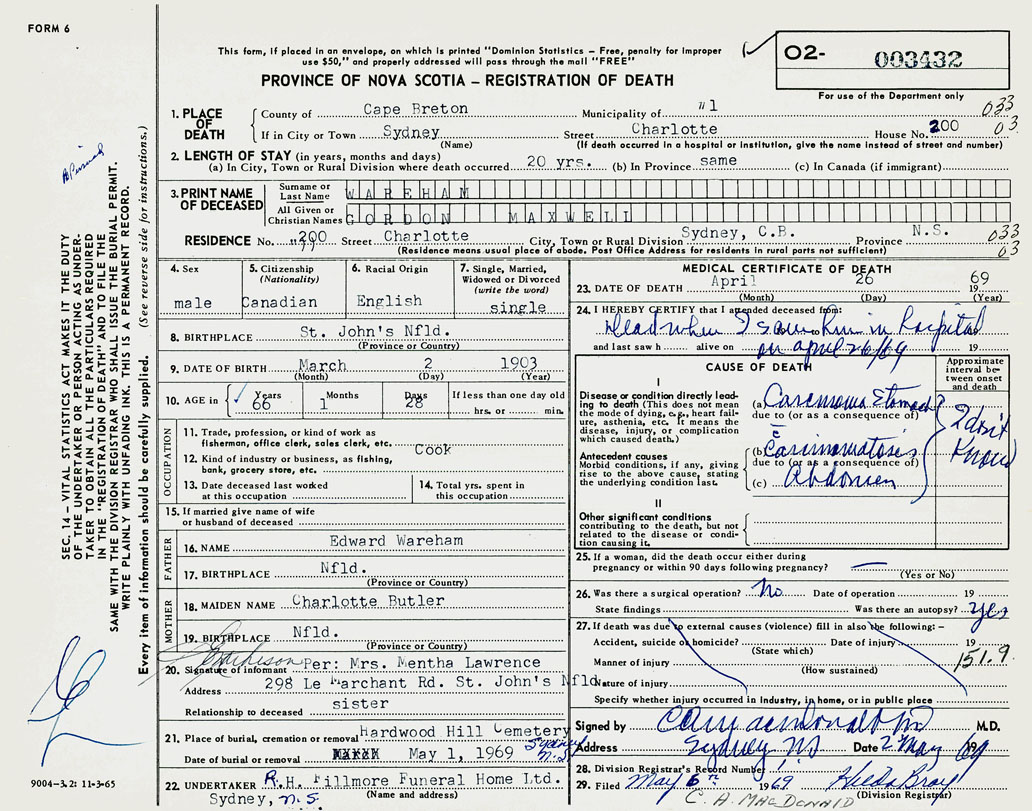 FORM 6
This form, if placed in an envelope, on which is printed "Dominion Statistics – Free, penalty for improper
use $50," and properly addressed will pass through the mail "FREE"
PROVINCE OF NOVA SCOTIA – REGISTRATION OF DEATH
O2- 003432
For use of the Department only
1. PLACE OF DEATH
County of Cape Breton Municipality of "1 033
If in City or Town Sydney Street Charlotte House No. 200 03
(Name) (If death occurred in a hospital or institution, give the name instead of street and number)
2. LENGTH OF STAY (in years, months and days)
(a) In City, Town or Rural Division where death occurred 20 yrs. (b) In Province same (c) In Canada (if immigrant)
3. PRINT NAME OF DECEASED
Surname or Last Name WAREHAM
All Given or Christian Names GORDON MAXWELL
RESIDENCE No. 200 Street Charlotte City, Town or Rural Division Sydney, C.B. Province N.S. 033
(Residence means usual place of abode. Post Office Address for residents in rural parts not sufficient) 03
4. Sex male
5. Citizenship (Nationality) Canadian
6. Racial Origin English
7. Single, Married, Widowed or Divorced (write the word) single
8. BIRTHPLACE St. John's Nfld.
(Province or Country)
9. DATE OF BIRTH March 2 1903
(Month) (Day) (Year)
10. AGE in Years 66 Months 1 Days 28 If less than one day old hrs. or min.
OCCUPATION
11. Trade, profession, or kind of work as
fisherman, office clerk, sales clerk, etc. Cook
12. Kind of industry or business, as fishing,
bank, grocery store, etc.
13. Date deceased last worked at this occupation
14. Total yrs. spent in this occupation
15. If married give name of wife
or husband of deceased
FATHER
16. NAME Edward Wareham
17. BIRTHPLACE Nfld.
(Province or Country)
MOTHER
18. MAIDEN NAME Charlotte Butler
19. BIRTHPLACE Nfld.
(Province or Country)
20. Signature of informant Per: Mrs. Mentha Lawrence
Address 298 Le Marchant Rd. St. John's Nfld.
Relationship to deceased sister
21. Place of burial, cremation or removal Hardwood Hill Cemetery
Sydney N.S.
Date of burial or removal May 1, 1969
22. UNDERTAKER R.H. Fillmore Funeral Home Ltd.
Sydney, N.S. (Name and address)
MEDICAL CERTIFICATE OF DEATH
23. DATE OF DEATH April 26 1969
(Month) (Day) (Year)
24. I HEREBY CERTIFY that I attended deceased from:
Dead when I saw him in hospital 19
and last saw h alive on on april 26/69 19
CAUSE OF DEATH
Approximate interval between onset and death
I
Disease or condition directly leading to death (This does not mean the mode of dying, e.g., heart failure, asthenia, etc. It means the disease, injury, or complication which caused death.)
(a) Carcinoma Stomach
due to (or as a consequence of)
c̄
Antecedent causes
Morbid conditions, if any, giving rise to the above cause, stating the underlying condition last.
(b) Carcinomatosis
due to (or as a consequence of)
(c) Abdomen
I don't Know
II
Other significant conditions
contributing to the death, but not
related to the disease or condition causing it.
25. If a woman, did the death occur either during
pregnancy or within 90 days following pregnancy?
(Yes or No)
26. Was there a surgical operation? No Date of operation 19
State findings Was there an autopsy? yes
27. If death was due to external causes (violence) fill in also the following:–
Accident, suicide or homicide? Date of injury 19
(State which)
151.9
Manner of injury
(How sustained)
Nature of injury
Specify whether injury occurred in industry, in home, or in public place
Signed by M.D.
Address Sydney NS Date 2 May 69
28. Division Registrar's Record Number
29. Filed May 6th 1969 Hilda Bray
(Division Registrar)
C. A. MACDONALD
SEC. 14 – VITAL STATISTICS ACT MAKES IT THE DUTY
OF THE UNDERTAKER OR PERSON ACTING AS UNDER-
TAKER TO OBTAIN ALL THE PARTICULARS REQUIRED
IN THE "REGISTRATION OF DEATH" AND TO FILE THE
SAME WITH THE DIVISION REGISTRAR WHO SHALL ISSUE THE BURIAL PERMIT.
WRITE PLAINLY WITH UNFADING INK. THIS IS A PERMANENT RECORD.
Every item of information should be carefully supplied. (See reverse side for instructions.)
9004–3.2: 11-3-65